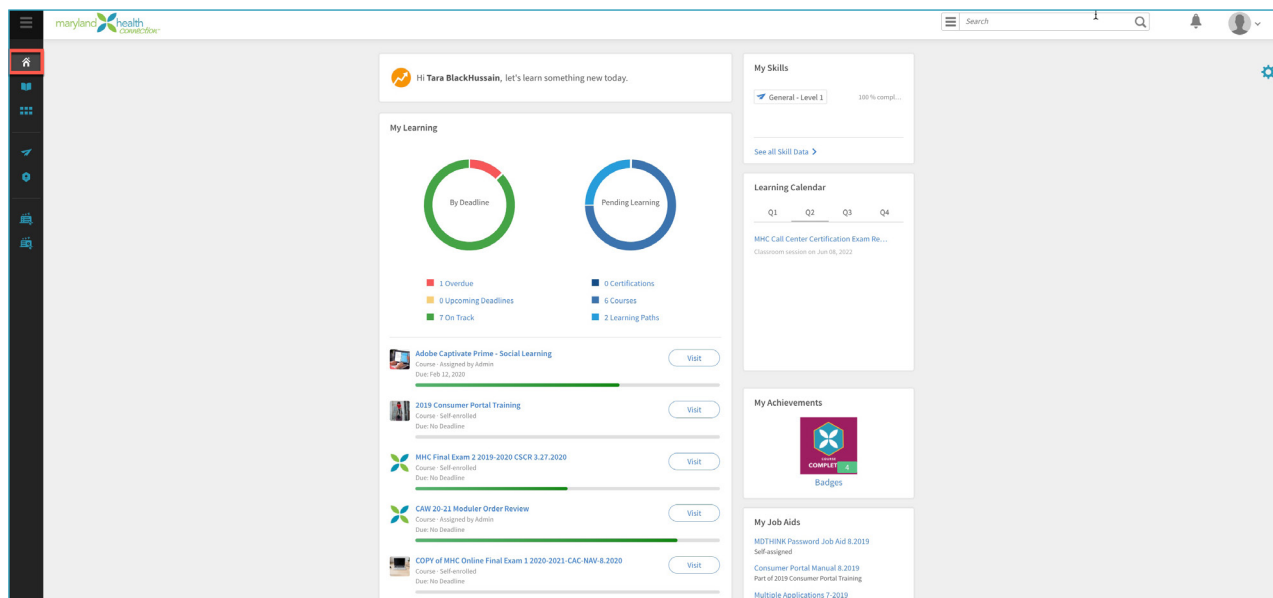 maryland health
connection
Search
Hi Tara BlackHussain, let's learn something new today.
My Learning
By Deadline
Pending Learning
1 Overdue
0 Upcoming Deadlines
7 On Track
0 Certifications
6 Courses
2 Learning Paths
Adobe Captivate Prime - Social Learning
Course · Assigned by Admin
Due: Feb 12, 2020
Visit
2019 Consumer Portal Training
Course · Self-enrolled
Due: No Deadline
Visit
MHC Final Exam 2 2019-2020 CSCR 3.27.2020
Course · Self-enrolled
Due: No Deadline
Visit
CAW 20-21 Moduler Order Review
Course · Assigned by Admin
Due: No Deadline
Visit
COPY of MHC Online Final Exam 1 2020-2021-CAC-NAV-8.2020
Course · Self-enrolled
Due: No Deadline
Visit
My Skills
General - Level 1
100 % compl...
See all Skill Data
Learning Calendar
Q1 Q2 Q3 Q4
MHC Call Center Certification Exam Re...
Classroom session on Jun 08, 2022
My Achievements
COURSE
COMPLET
4
Badges
My Job Aids
MDTHINK Password Job Aid 8.2019
Self-assigned
Consumer Portal Manual 8.2019
Part of 2019 Consumer Portal Training
Multiple Applications 7-2019